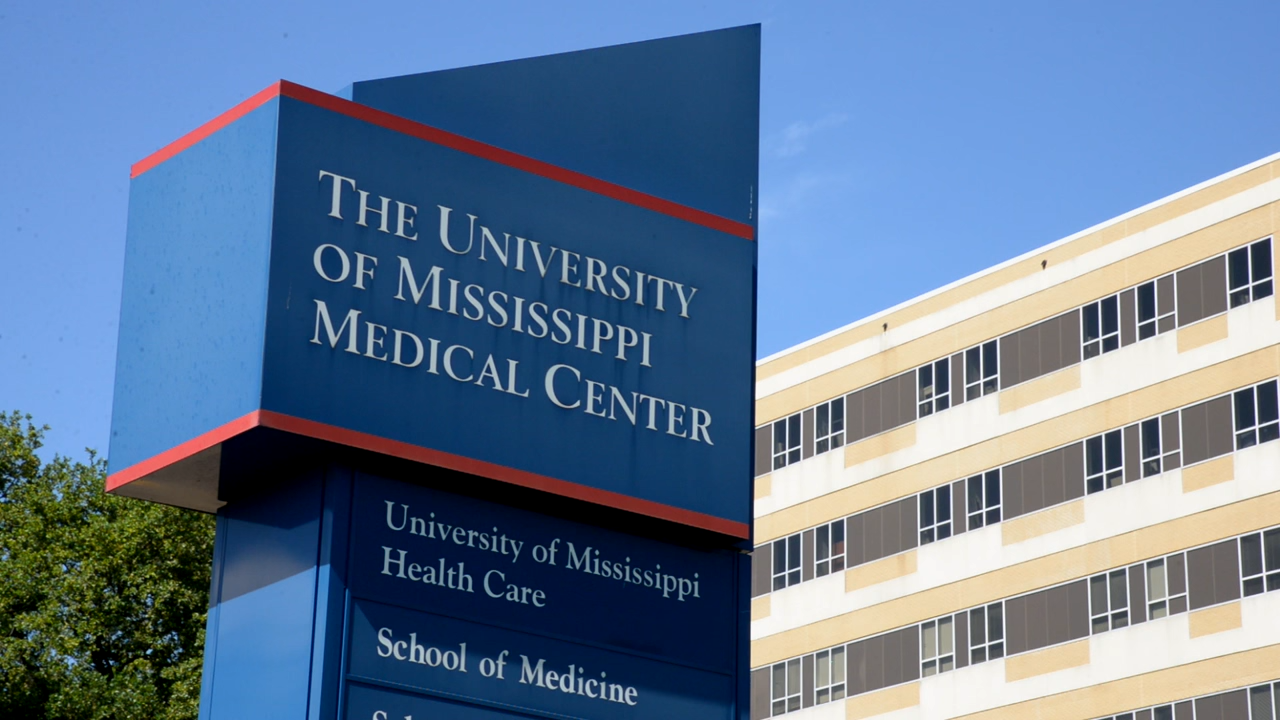 THE UNIVERSITY
OF MISSISSIPPI
MEDICAL CENTER
University of Mississippi
Health Care
School of Medicine